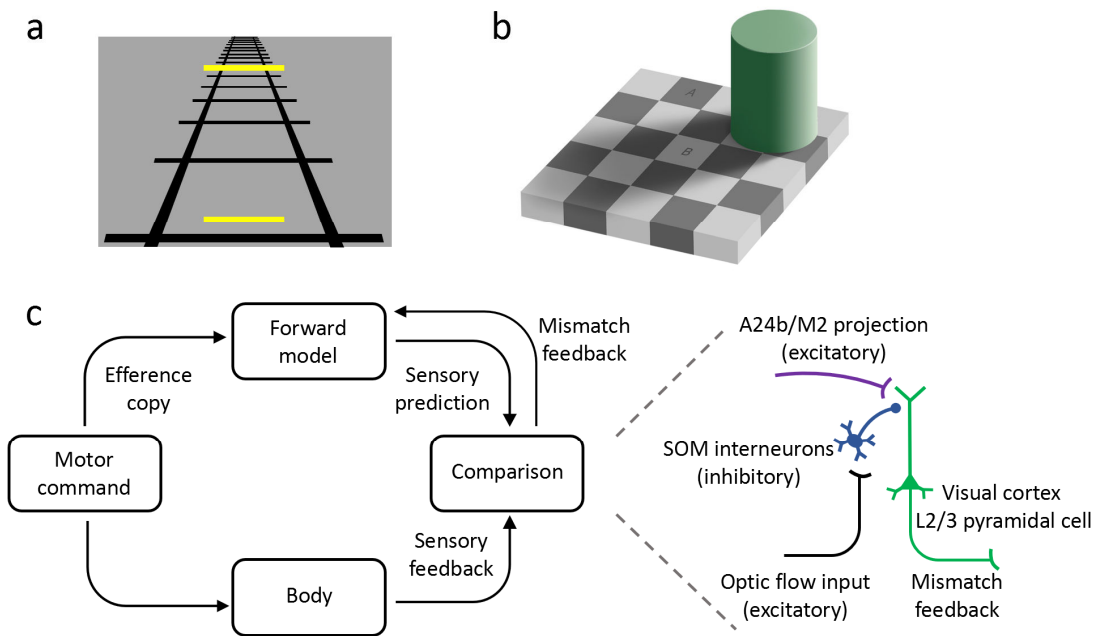 a
b
A
B
c
Forward
model
Mismatch
feedback
Efference
copy
Sensory
prediction
Motor
command
Comparison
Sensory
feedback
Body
A24b/M2 projection
(excitatory)
SOM interneurons
(inhibitory)
Visual cortex
L2/3 pyramidal cell
Optic flow input
(excitatory)
Mismatch
feedback